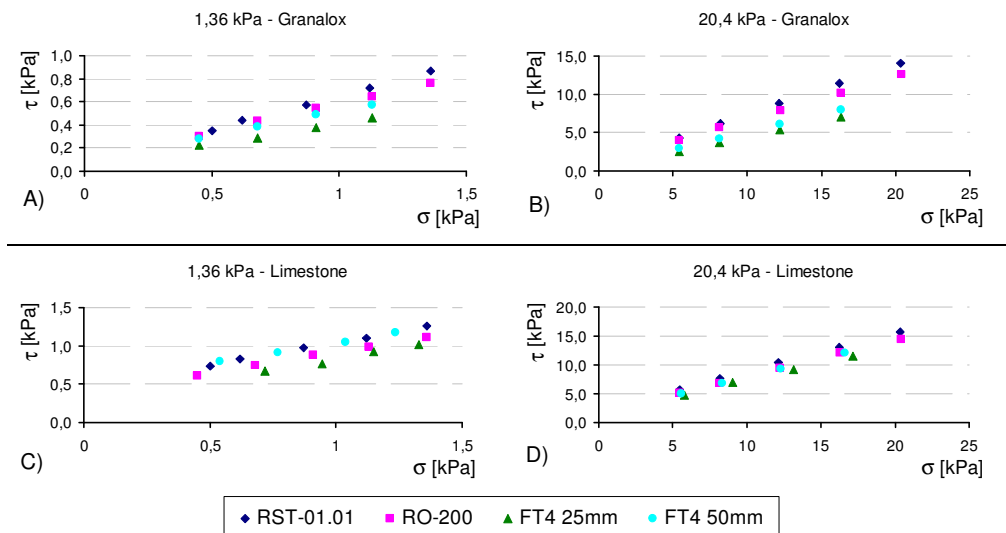 1,36 kPa - Granalox
τ [kPa]
1,0
0,8
0,6
0,4
0,2
0,0
0
0,5
1
1,5
A)
σ [kPa]
20,4 kPa - Granalox
τ [kPa]
15,0
10,0
5,0
0,0
0
5
10
15
20
25
B)
σ [kPa]
1,36 kPa - Limestone
τ [kPa]
1,5
1,0
0,5
0,0
0
0,5
1
1,5
C)
σ [kPa]
20,4 kPa - Limestone
τ [kPa]
20,0
15,0
10,0
5,0
0,0
0
5
10
15
20
25
D)
σ [kPa]
RST-01.01
RO-200
FT4 25mm
FT4 50mm